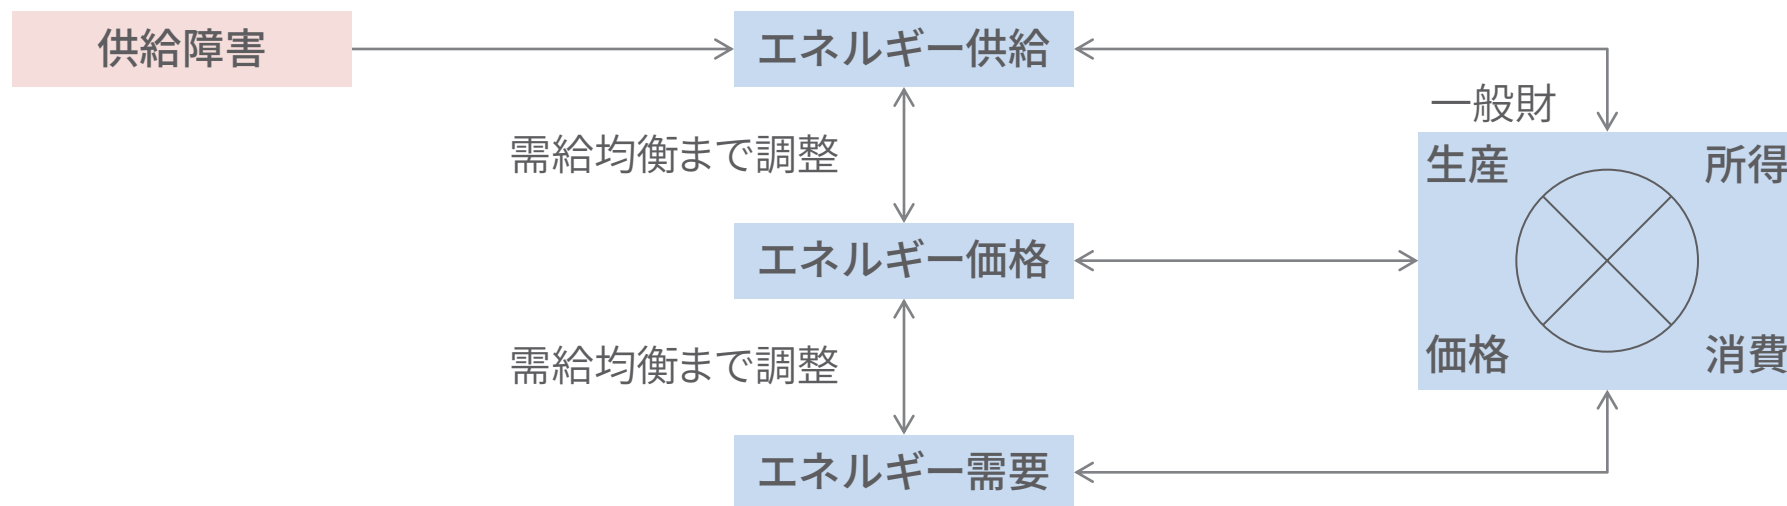 供給障害
エネルギー供給
一般財
需給均衡まで調整
生産
所得
エネルギー価格
需給均衡まで調整
価格
消費
エネルギー需要